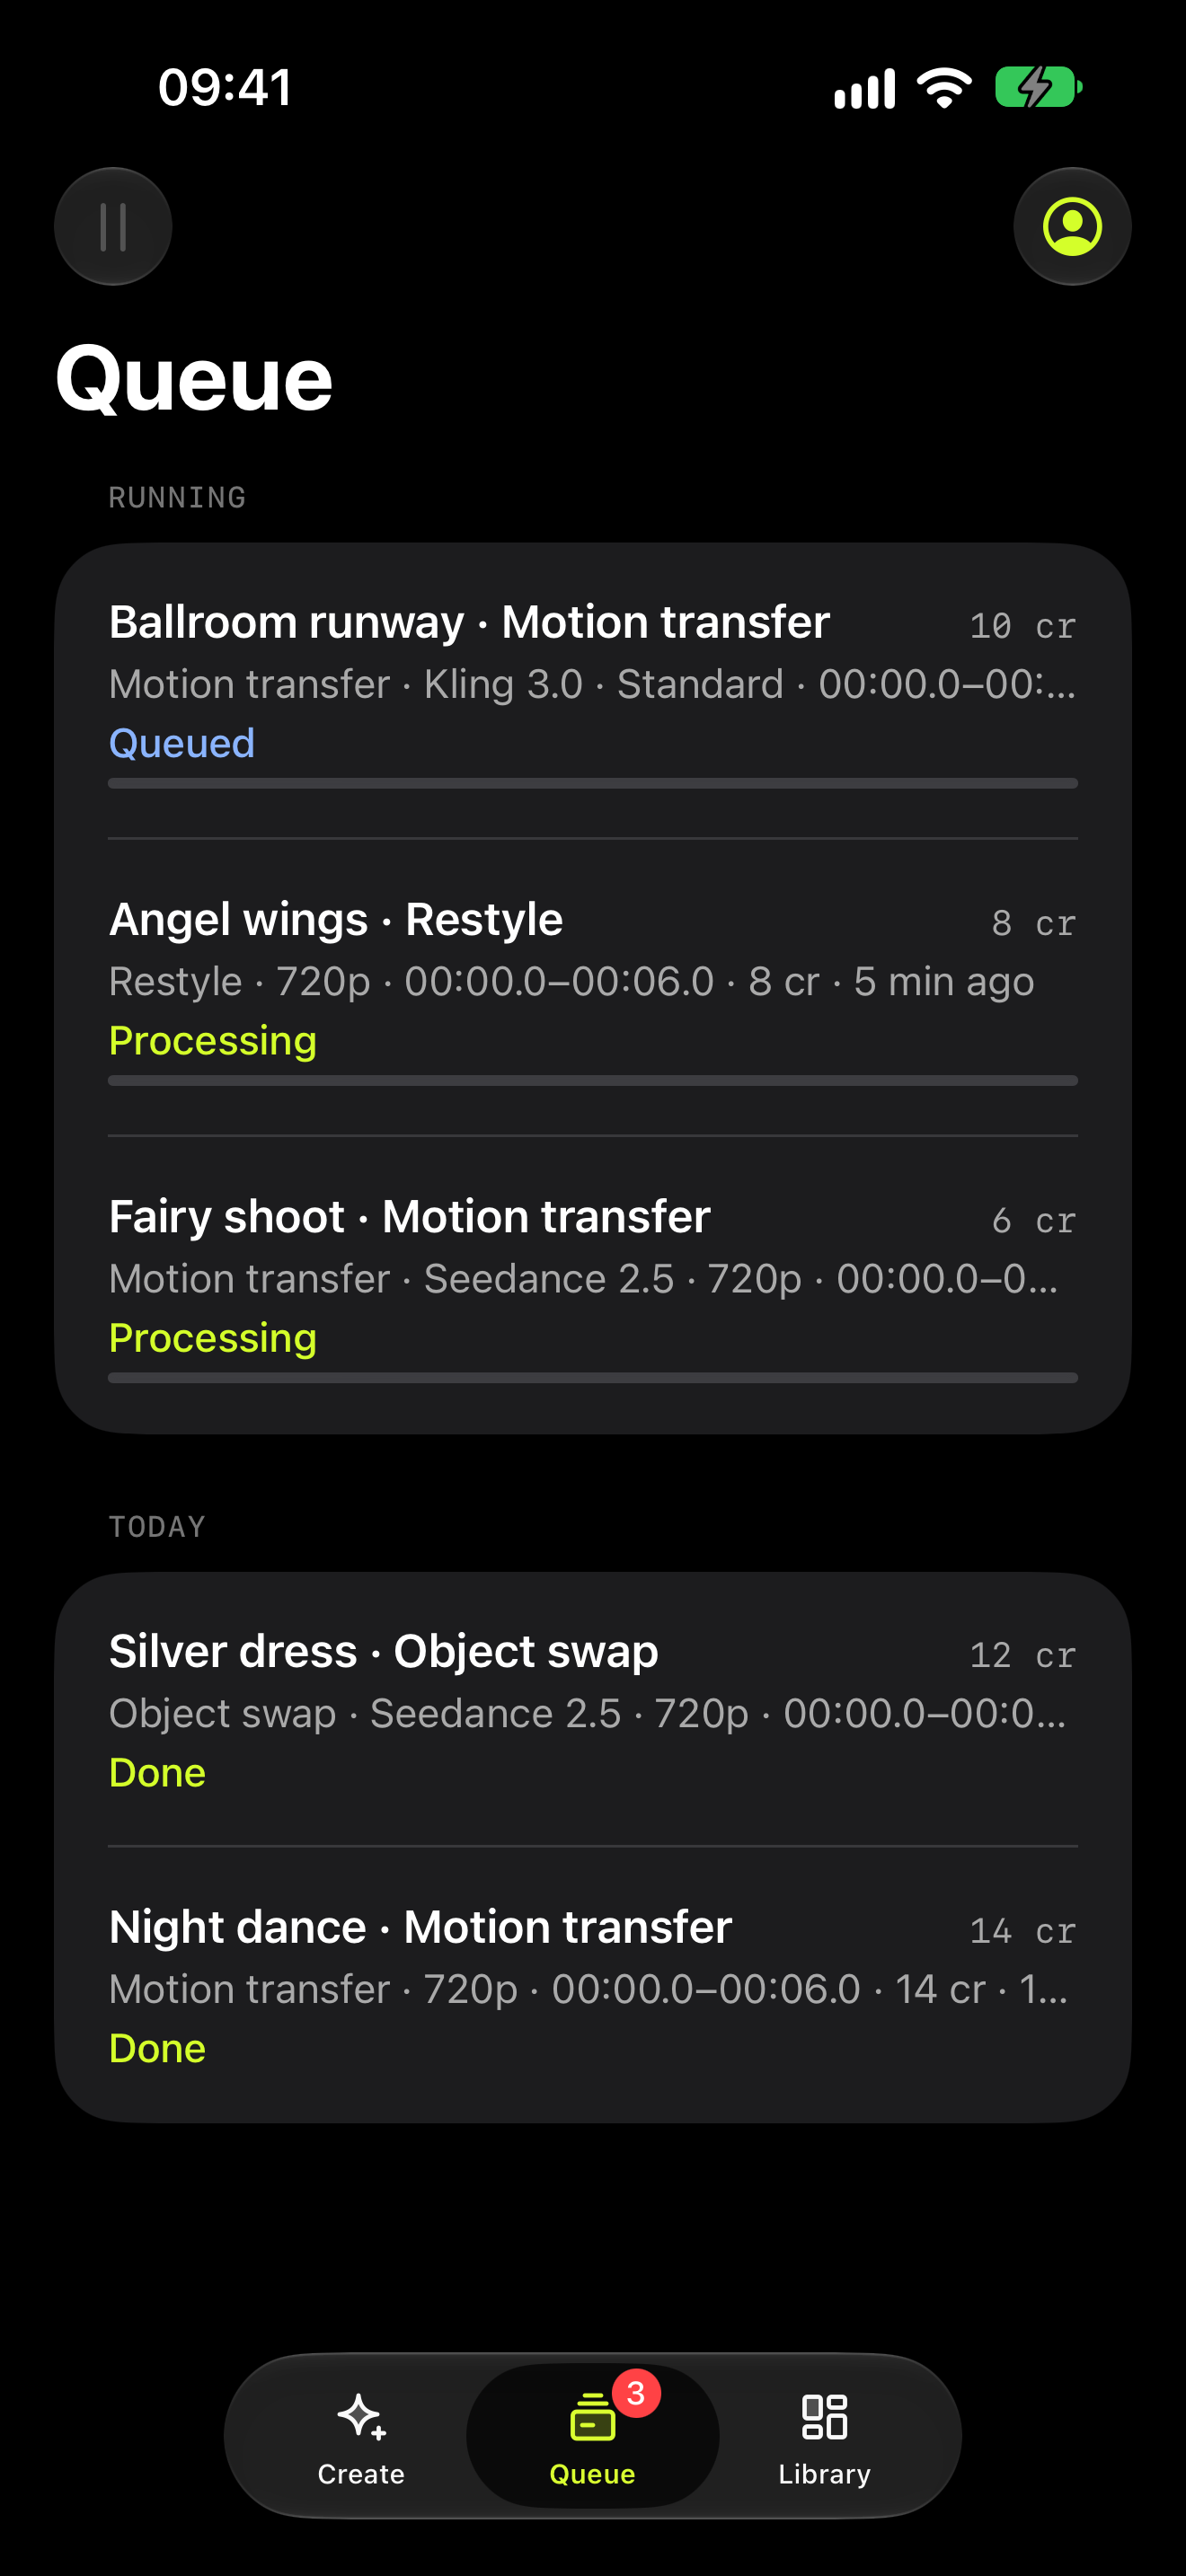 09:41
Queue
RUNNING
Ballroom runway · Motion transfer 10 cr
Motion transfer · Kling 3.0 · Standard · 00:00.0–00:...
Queued
Angel wings · Restyle 8 cr
Restyle · 720p · 00:00.0–00:06.0 · 8 cr · 5 min ago
Processing
Fairy shoot · Motion transfer 6 cr
Motion transfer · Seedance 2.5 · 720p · 00:00.0–0...
Processing
TODAY
Silver dress · Object swap 12 cr
Object swap · Seedance 2.5 · 720p · 00:00.0–00:0...
Done
Night dance · Motion transfer 14 cr
Motion transfer · 720p · 00:00.0–00:06.0 · 14 cr · 1...
Done
3
Create Queue Library